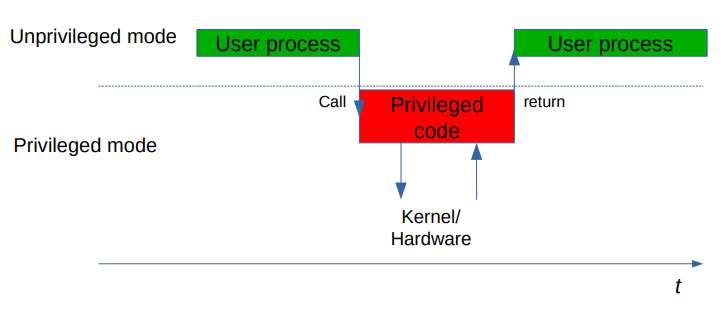 Unprivileged mode
User process
User process
Call
Privileged
code
return
Privileged mode
Kernel/
Hardware
t